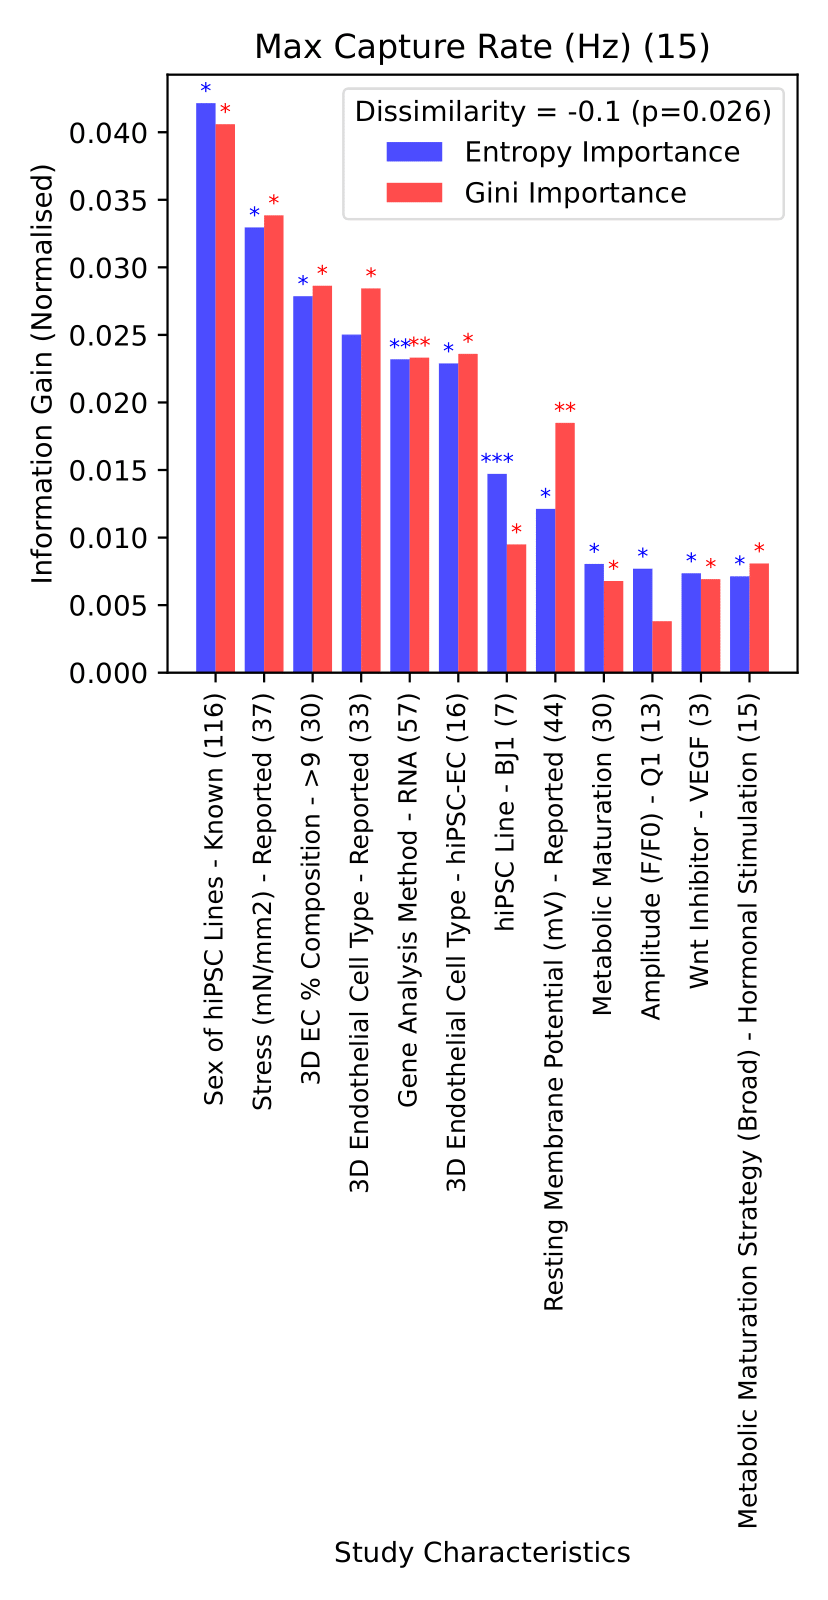 Max Capture Rate (Hz) (15)
Dissimilarity = -0.1 (p=0.026)
Entropy Importance
Gini Importance
Information Gain (Normalised)
0.040
0.035
0.030
0.025
0.020
0.015
0.010
0.005
0.000
*
*
*
*
*
*
*
**
**
*
*
***
*
*
**
*
*
*
*
*
*
*
Sex of hiPSC Lines - Known (116)
Stress (mN/mm2) - Reported (37)
3D EC % Composition - >9 (30)
3D Endothelial Cell Type - Reported (33)
Gene Analysis Method - RNA (57)
3D Endothelial Cell Type - hiPSC-EC (16)
hiPSC Line - BJ1 (7)
Resting Membrane Potential (mV) - Reported (44)
Metabolic Maturation (30)
Amplitude (F/F0) - Q1 (13)
Wnt Inhibitor - VEGF (3)
Metabolic Maturation Strategy (Broad) - Hormonal Stimulation (15)
Study Characteristics